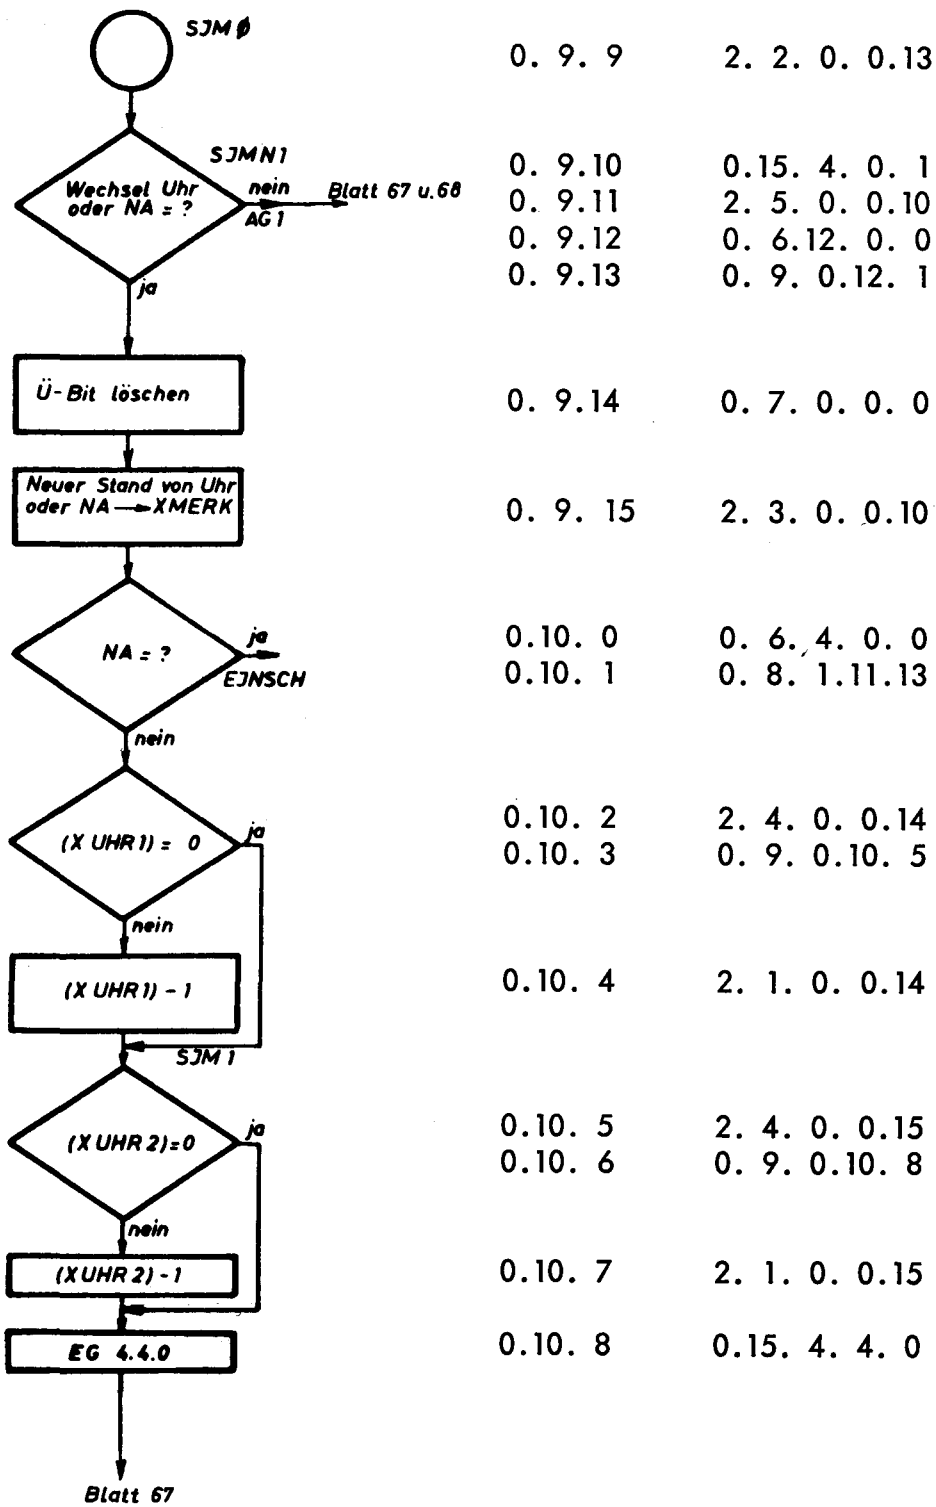 SJMØ
0. 9. 9 2. 2. 0. 0.13
SJMN1
Wechsel Uhr
oder NA = ?
nein
AG1
Blatt 67 u.68
ja
0. 9.10 0.15. 4. 0. 1
0. 9.11 2. 5. 0. 0.10
0. 9.12 0. 6.12. 0. 0
0. 9.13 0. 9. 0.12. 1
Ü-Bit löschen
0. 9.14 0. 7. 0. 0. 0
Neuer Stand von Uhr
oder NA → XMERK
0. 9. 15 2. 3. 0. 0.10
NA = ?
ja
EJNSCH
nein
0.10. 0 0. 6. 4. 0. 0
0.10. 1 0. 8. 1.11.13
(X UHR1) = 0
ja
nein
0.10. 2 2. 4. 0. 0.14
0.10. 3 0. 9. 0.10. 5
(X UHR1) - 1
0.10. 4 2. 1. 0. 0.14
SJM 1
(X UHR 2)=0
ja
nein
0.10. 5 2. 4. 0. 0.15
0.10. 6 0. 9. 0.10. 8
(XUHR 2) - 1
0.10. 7 2. 1. 0. 0.15
EG 4.4.0
0.10. 8 0.15. 4. 4. 0
Blatt 67